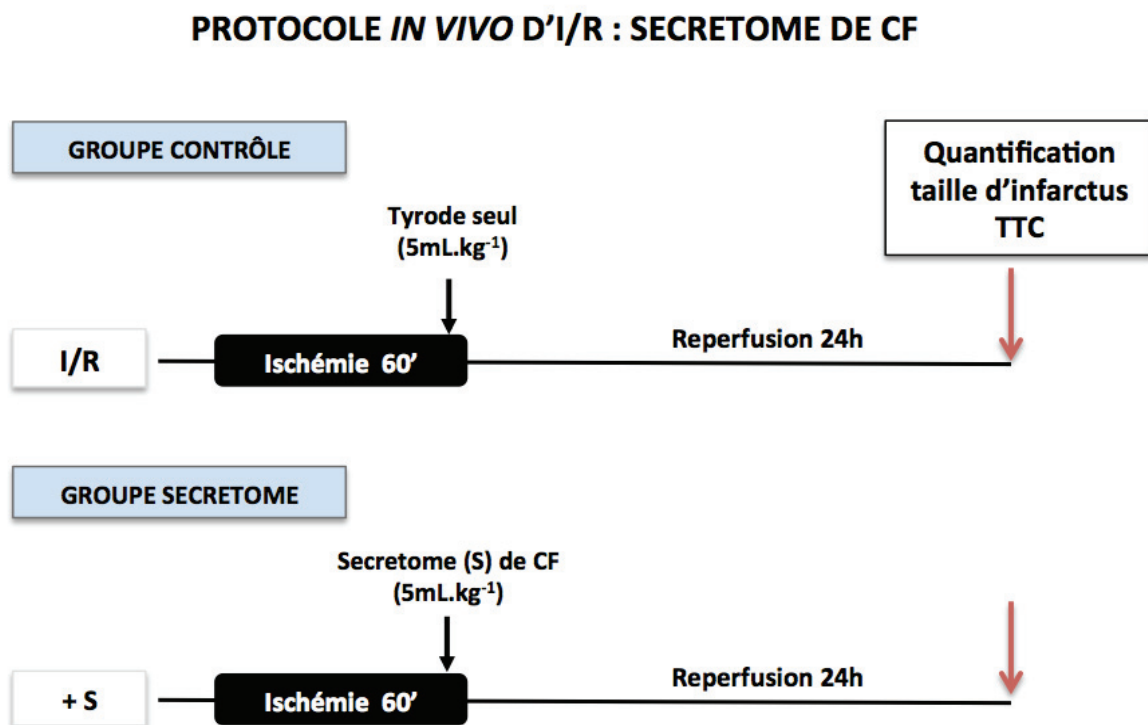 PROTOCOLE IN VIVO D'I/R : SECRETOME DE CF
GROUPE CONTRÔLE
Quantification
taille d'infarctus
TTC
Tyrode seul
(5mL.kg⁻¹)
I/R
Ischémie 60'
Reperfusion 24h
GROUPE SECRETOME
Secretome (S) de CF
(5mL.kg⁻¹)
+ S
Ischémie 60'
Reperfusion 24h